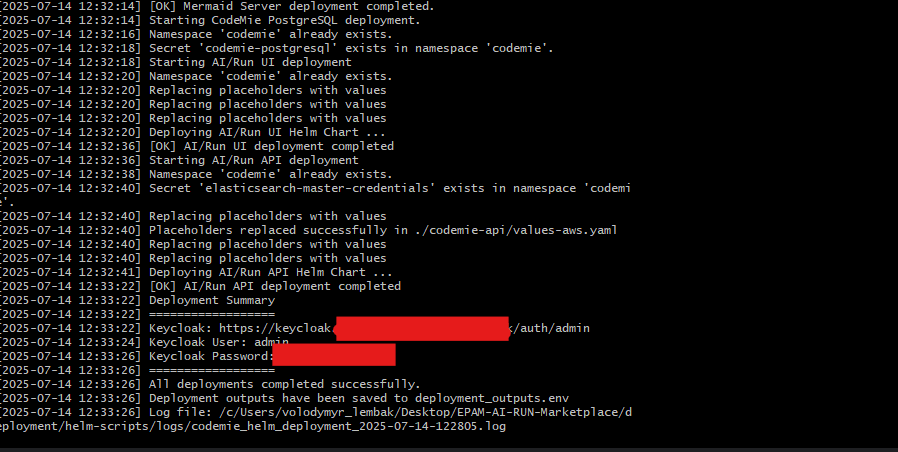 [2025-07-14 12:32:14] [OK] Mermaid Server deployment completed.
[2025-07-14 12:32:14] Starting CodeMie PostgreSQL deployment.
[2025-07-14 12:32:16] Namespace 'codemie' already exists.
[2025-07-14 12:32:18] Secret 'codemie-postgresql' exists in namespace 'codemie'.
[2025-07-14 12:32:18] Starting AI/Run UI deployment
[2025-07-14 12:32:20] Namespace 'codemie' already exists.
[2025-07-14 12:32:20] Replacing placeholders with values
[2025-07-14 12:32:20] Replacing placeholders with values
[2025-07-14 12:32:20] Replacing placeholders with values
[2025-07-14 12:32:20] Deploying AI/Run UI Helm Chart ...
[2025-07-14 12:32:36] [OK] AI/Run UI deployment completed
[2025-07-14 12:32:36] Starting AI/Run API deployment
[2025-07-14 12:32:38] Namespace 'codemie' already exists.
[2025-07-14 12:32:40] Secret 'elasticsearch-master-credentials' exists in namespace 'codemi
e'.
[2025-07-14 12:32:40] Replacing placeholders with values
[2025-07-14 12:32:40] Placeholders replaced successfully in ./codemie-api/values-aws.yaml
[2025-07-14 12:32:40] Replacing placeholders with values
[2025-07-14 12:32:40] Replacing placeholders with values
[2025-07-14 12:32:41] Deploying AI/Run API Helm Chart ...
[2025-07-14 12:33:22] [OK] AI/Run API deployment completed
[2025-07-14 12:33:22] Deployment Summary
[2025-07-14 12:33:22] ==================
[2025-07-14 12:33:22] Keycloak: https://keycloak. /auth/admin
[2025-07-14 12:33:24] Keycloak User: admin
[2025-07-14 12:33:26] Keycloak Password:
[2025-07-14 12:33:26] ==================
[2025-07-14 12:33:26] All deployments completed successfully.
[2025-07-14 12:33:26] Deployment outputs have been saved to deployment_outputs.env
[2025-07-14 12:33:26] Log file: /c/Users/volodymyr_lembak/Desktop/EPAM-AI-RUN-Marketplace/d
eployment/helm-scripts/logs/codemie_helm_deployment_2025-07-14-122805.log